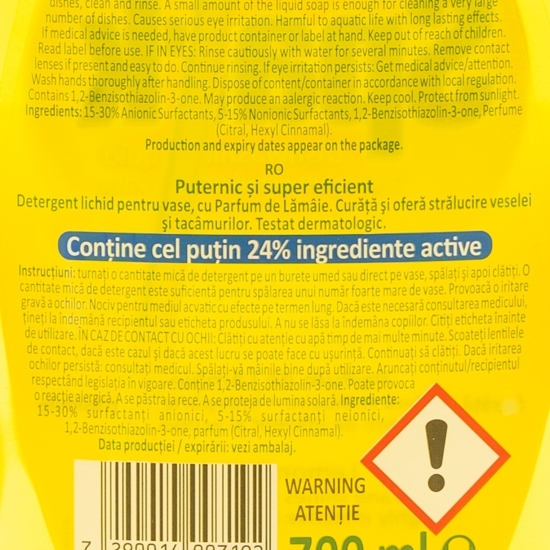 dishes, clean and rinse. A small amount of the liquid soap is enough for cleaning a very large
number of dishes. Causes serious eye irritation. Harmful to aquatic life with long lasting effects.
If medical advice is needed, have product container or label at hand. Keep out of reach of children.
Read label before use. IF IN EYES: Rinse cautiously with water for several minutes. Remove contact
lenses if present and easy to do. Continue rinsing. If eye irritation persists: Get medical advice/attention.
Wash hands thoroughly after handling. Dispose of content/container in accordance with local regulation.
Contains 1,2-Benzisothiazolin-3-one. May produce an aalergic reaction. Keep cool. Protect from sunlight.
Ingredients: 15-30% Anionic Surfactants, 5-15% Nonionic Surfactants, 1,2-Benzisothiazolin-3-one, Perfume
(Citral, Hexyl Cinnamal).
Production and expiry dates appear on the package.
RO
Puternic și super eficient
Detergent lichid pentru vase, cu Parfum de Lămâie. Curăță și oferă strălucire veselei
și tacâmurilor. Testat dermatologic.
Conține cel puțin 24% ingrediente active
Instrucțiuni: turnați o cantitate mică de detergent pe un burete umed sau direct pe vase, spălați și apoi clătiți. O
cantitate mică de detergent este suficientă pentru spălarea unui număr foarte mare de vase. Provoacă o iritare
gravă a ochilor. Nociv pentru mediul acvatic cu efecte pe termen lung. Dacă este necesară consultarea medicului,
țineți la îndemână recipientul sau eticheta produsului. A nu se lăsa la îndemâna copiilor. Citiți eticheta înainte
de utilizare. ÎN CAZ DE CONTACT CU OCHII: Clătiți cu atenție cu apă timp de mai multe minute. Scoateți lentilele
de contact, dacă este cazul și dacă acest lucru se poate face cu ușurință. Continuați să clătiți. Dacă iritarea
ochilor persistă: consultați medicul. Spălați-vă mâinile bine după utilizare. Aruncați conținutul/recipientul
respectând legislația în vigoare. Conține 1,2-Benzisothiazolin-3-one. Poate provoca
o reacție alergică. A se păstra la rece. A se proteja de lumina solară. Ingrediente:
15-30% surfactanți anionici, 5-15% surfactanți neionici,
1,2-Benzisothiazolin-3-one, parfum (Citral, Hexyl Cinnamal).
Data producției / expirării: vezi ambalaj.
WARNING
ATENȚIE
700 ml e